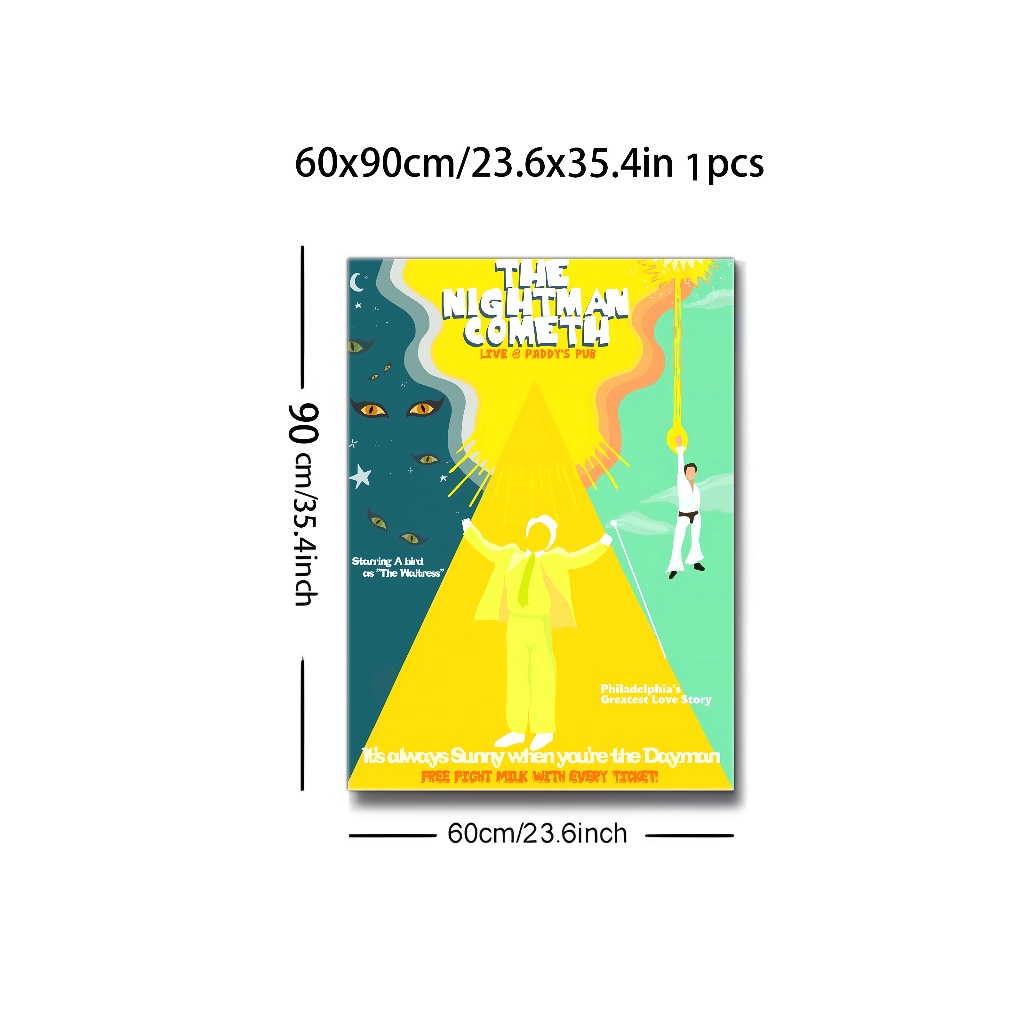 60x90cm/23.6x35.4in 1pcs
THE
NIGHTMAN
COMETH
LIVE @ PADDY'S PUB
90 cm/35.4inch
Starring A bird
as "The Waitress"
Philadelphia's
Greatest Love Story
It's always Sunny when you're the Dayman
FREE FIGHT MILK WITH EVERY TICKET!
60cm/23.6inch